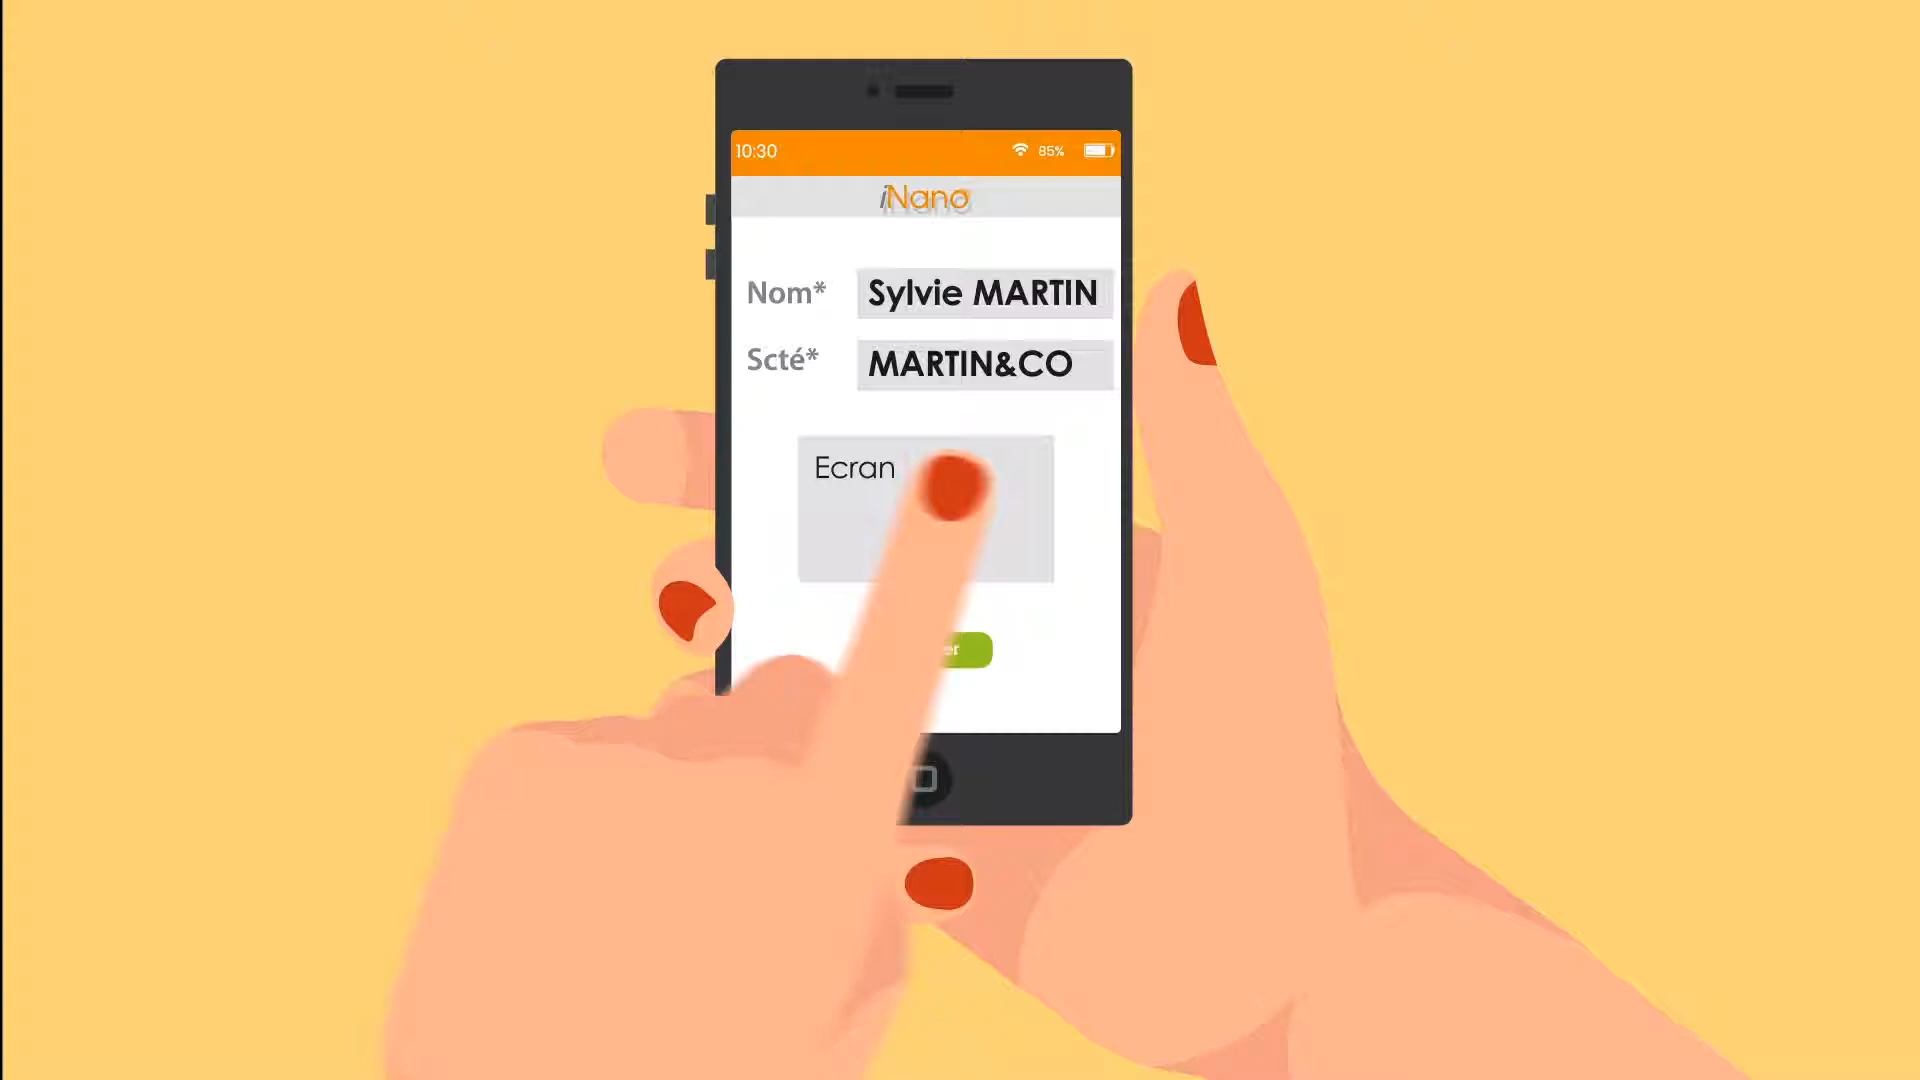 10:30 85%
iNano
Nom* Sylvie MARTIN
Scté* MARTIN&CO
Ecran